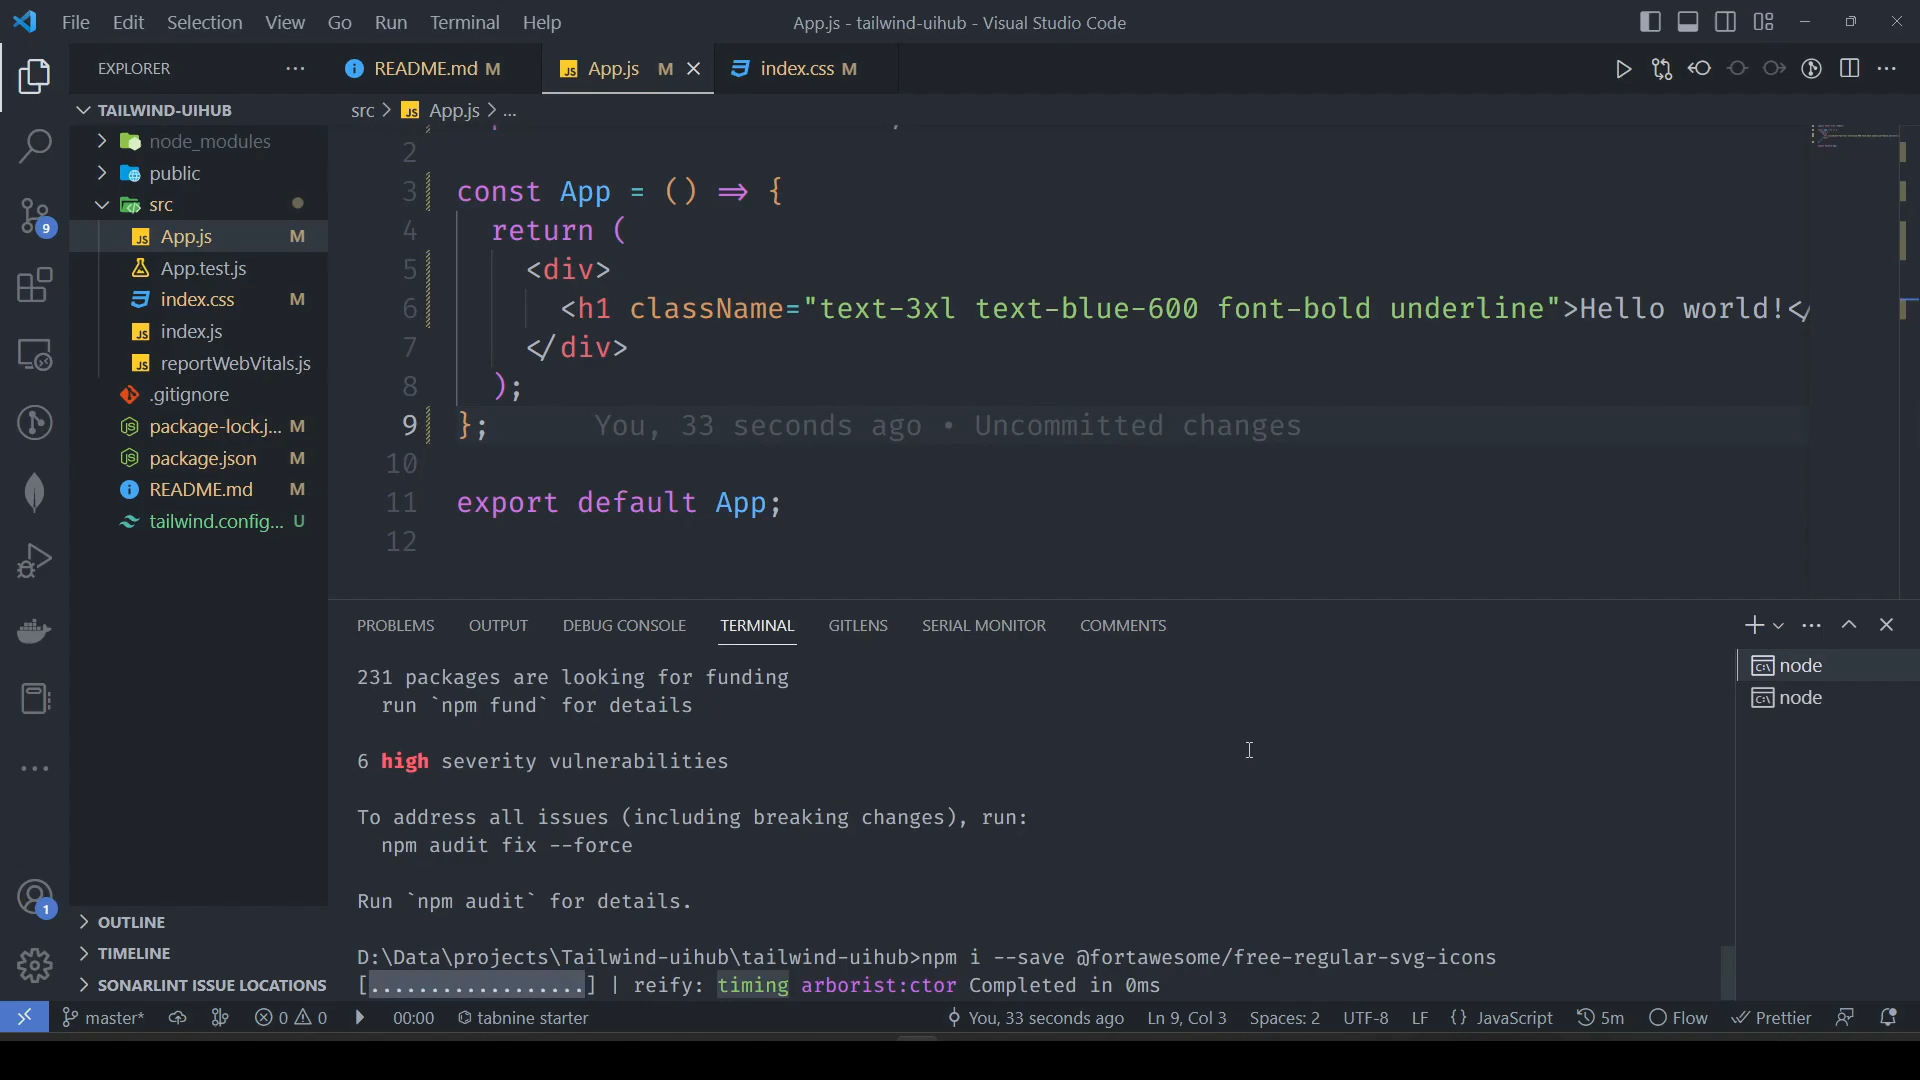 File Edit Selection View Go Run Terminal Help
App.js - tailwind-uihub - Visual Studio Code
EXPLORER
README.md M
App.js M
index.css M
TAILWIND-UIHUB
src > App.js > ...
node_modules
public
src
App.js M
App.test.js
index.css M
index.js
reportWebVitals.js
.gitignore
package-lock.j... M
package.json M
README.md M
tailwind.config... U
9
2
3 const App = () => {
4 return (
5 <div>
6 <h1 className="text-3xl text-blue-600 font-bold underline">Hello world!</
7 </div>
8 );
9 }; You, 33 seconds ago • Uncommitted changes
10
11 export default App;
12
PROBLEMS OUTPUT DEBUG CONSOLE TERMINAL GITLENS SERIAL MONITOR COMMENTS
node
node
231 packages are looking for funding
run `npm fund` for details
6 high severity vulnerabilities
To address all issues (including breaking changes), run:
npm audit fix --force
Run `npm audit` for details.
D:\Data\projects\Tailwind-uihub\tailwind-uihub>npm i --save @fortawesome/free-regular-svg-icons
[..................] | reify: timing arborist:ctor Completed in 0ms
1
OUTLINE
TIMELINE
SONARLINT ISSUE LOCATIONS
master* 0 0 00:00 tabnine starter You, 33 seconds ago Ln 9, Col 3 Spaces: 2 UTF-8 LF {} JavaScript 5m Flow Prettier